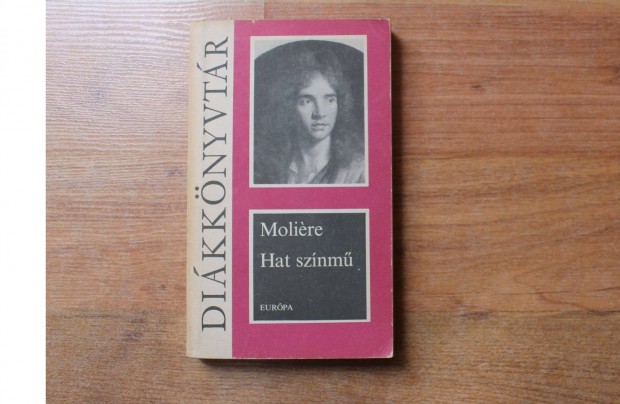 DIÁKKÖNYVTÁR
Molière
Hat színmű
EURÓPA